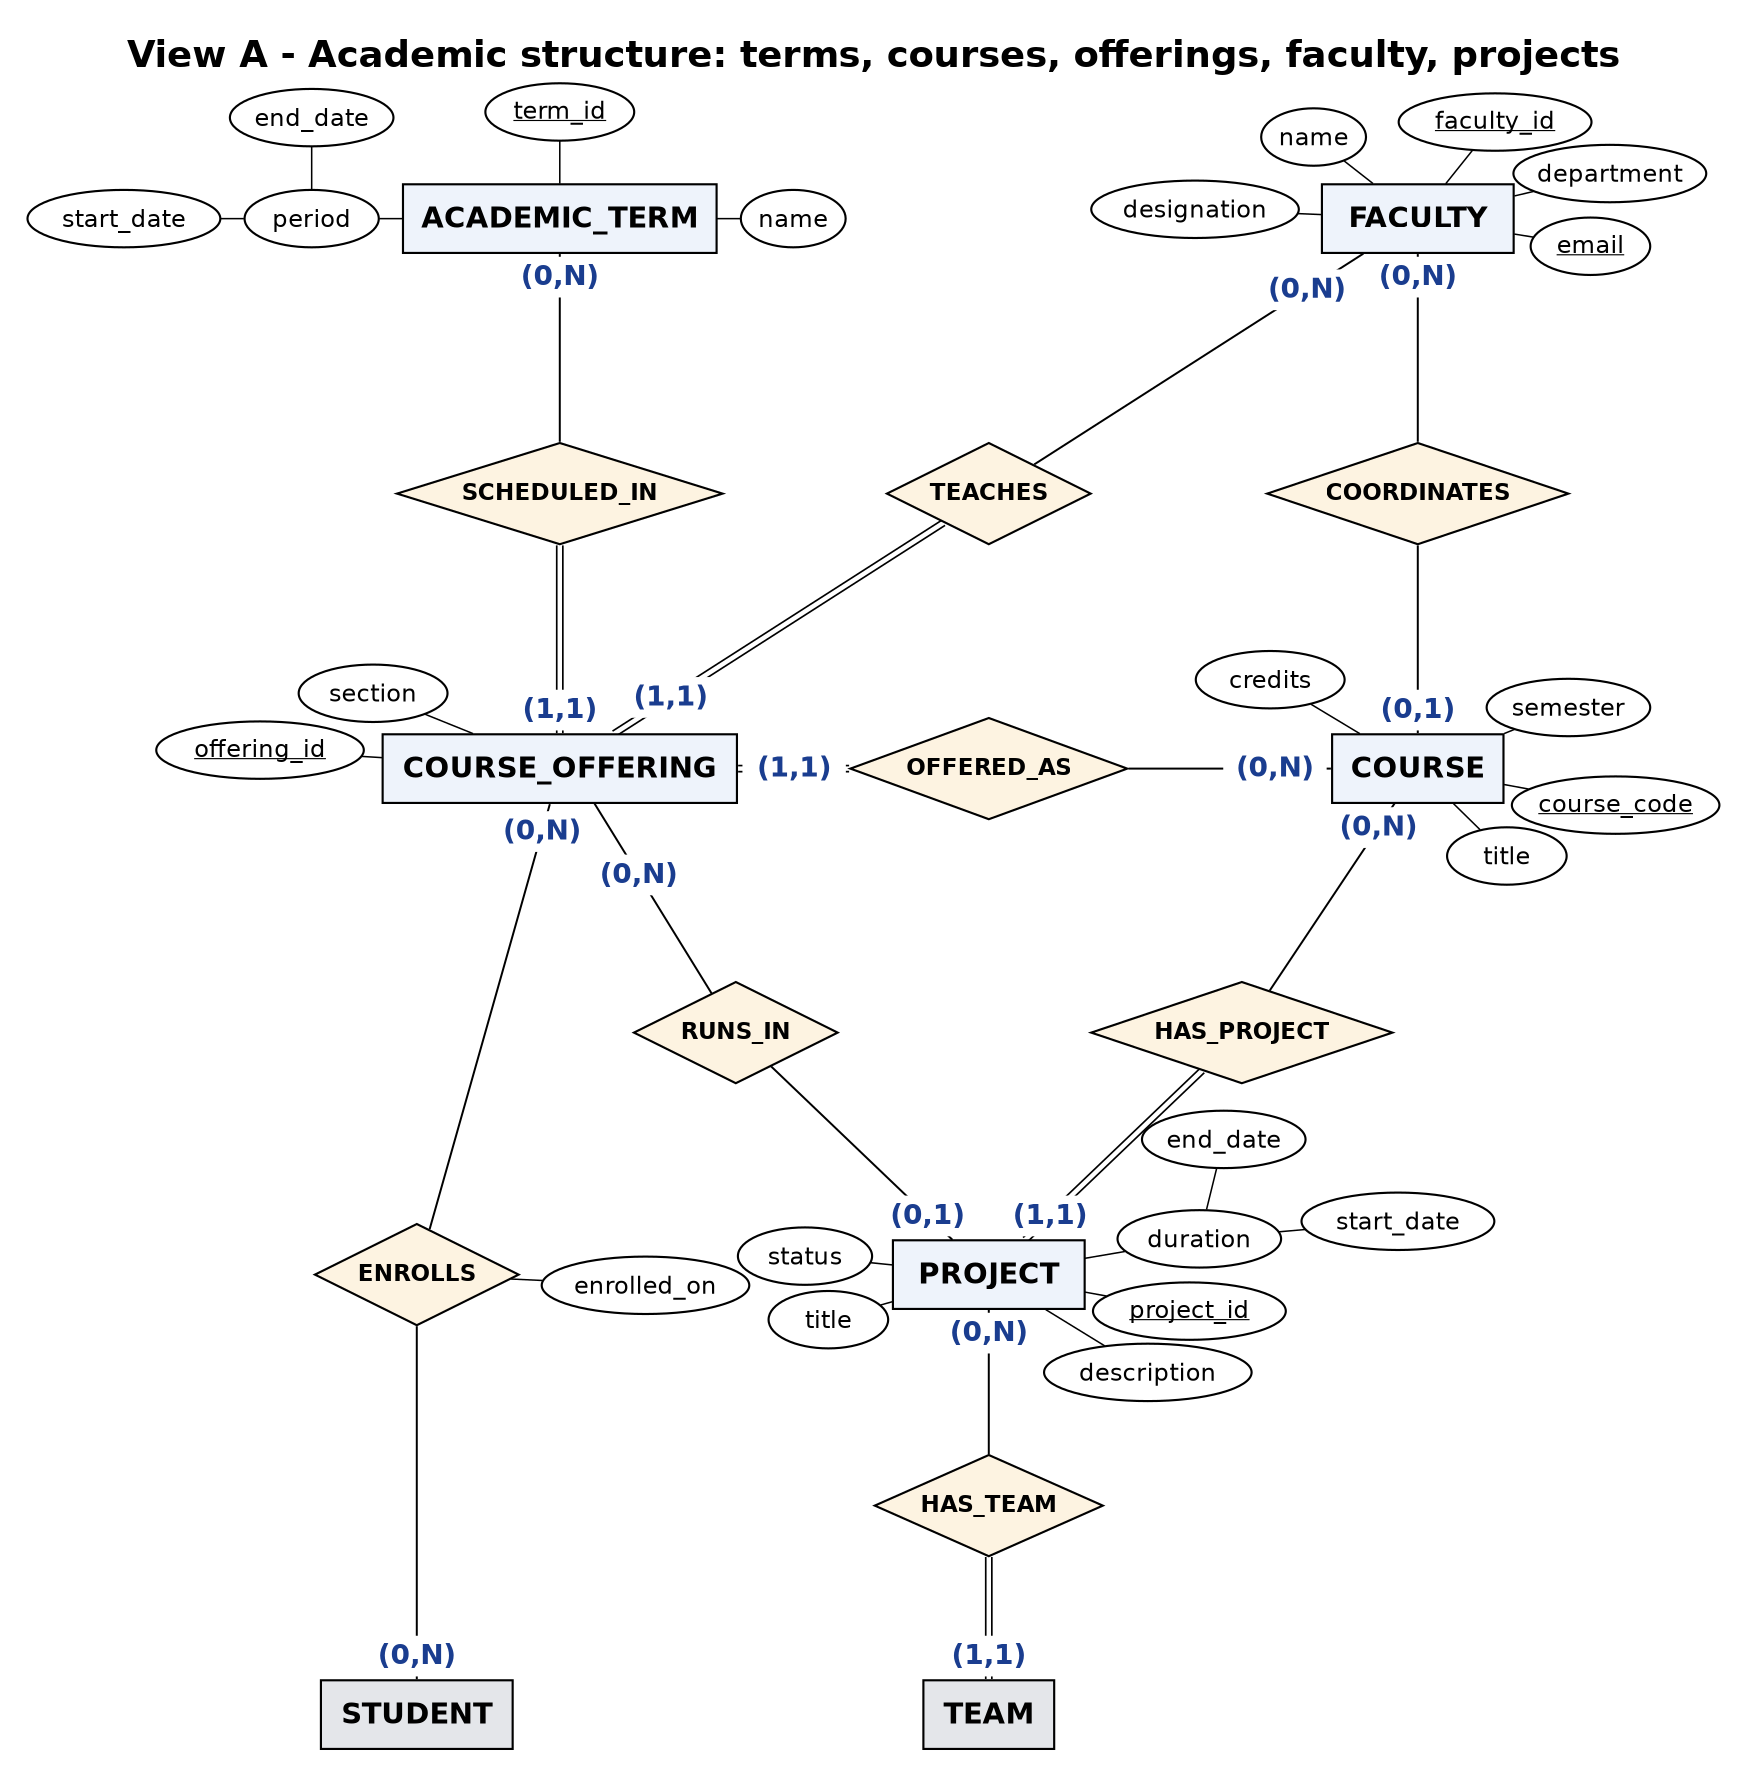 View A - Academic structure: terms, courses, offerings, faculty, projects
end_date
term_id
name
faculty_id
department
start_date
period
ACADEMIC_TERM
name
designation
FACULTY
email
(0,N)
(0,N)
(0,N)
SCHEDULED_IN
TEACHES
COORDINATES
section
credits
semester
(1,1)
(1,1)
(0,1)
offering_id
COURSE_OFFERING
(1,1)
OFFERED_AS
(0,N)
COURSE
course_code
title
(0,N)
(0,N)
(0,N)
RUNS_IN
HAS_PROJECT
end_date
(0,1)
(1,1)
duration
start_date
status
ENROLLS
enrolled_on
PROJECT
title
project_id
(0,N)
description
HAS_TEAM
(0,N)
(1,1)
STUDENT
TEAM